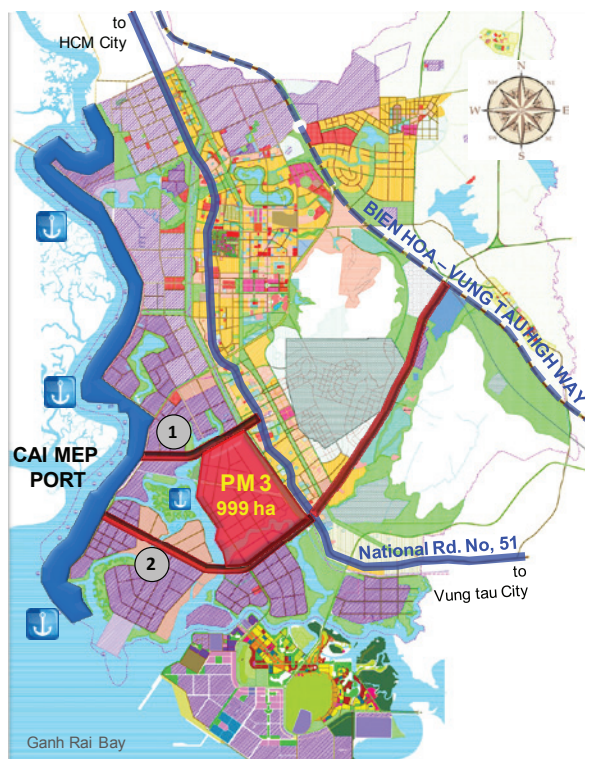 to
HCM City
N
W
E
S
BIEN HOA – VUNG TAU HIGH WAY
1
CAI MEP
PORT
PM 3
999 ha
2
National Rd. No, 51
to
Vung tau City
Ganh Rai Bay